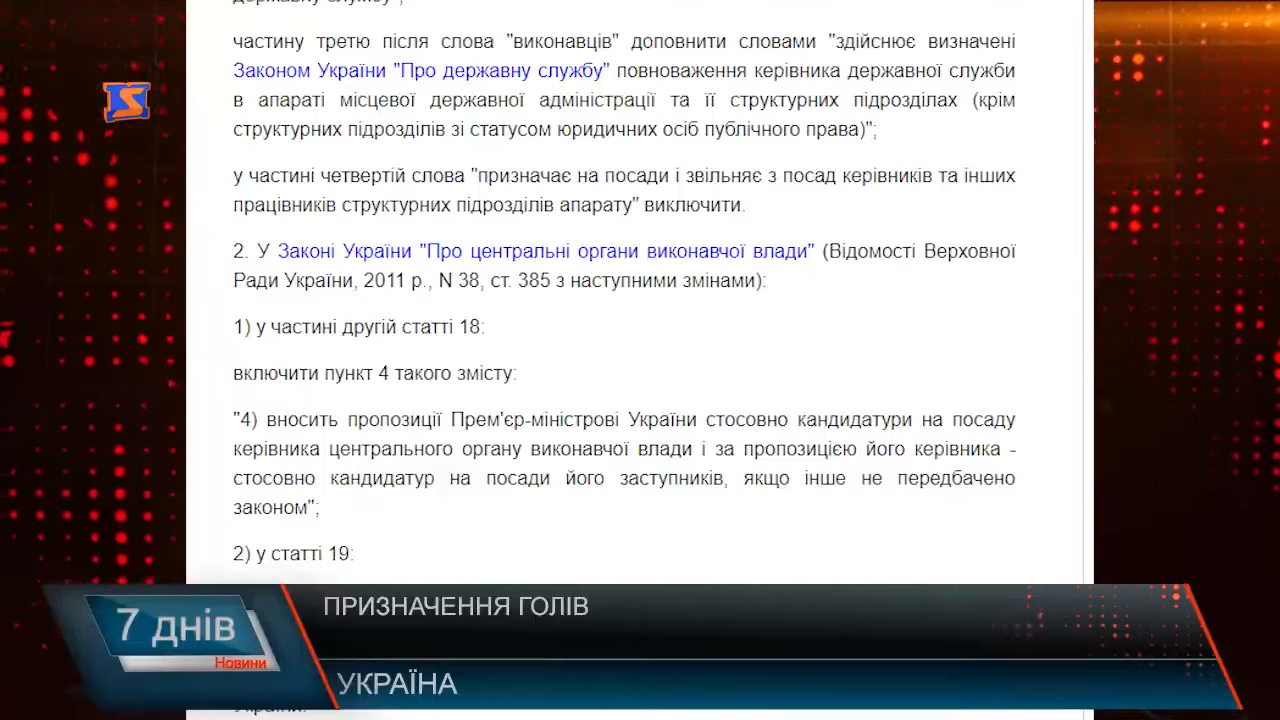 державну службу";
частину третю після слова "виконавців" доповнити словами "здійснює визначені
Законом України "Про державну службу" повноваження керівника державної служби
в апараті місцевої державної адміністрації та її структурних підрозділах (крім
структурних підрозділів зі статусом юридичних осіб публічного права)";
у частині четвертій слова "призначає на посади і звільняє з посад керівників та інших
працівників структурних підрозділів апарату" виключити.
2. У Законі України "Про центральні органи виконавчої влади" (Відомості Верховної
Ради України, 2011 р., N 38, ст. 385 з наступними змінами):
1) у частині другій статті 18:
включити пункт 4 такого змісту:
"4) вносить пропозиції Прем'єр-міністрові України стосовно кандидатури на посаду
керівника центрального органу виконавчої влади і за пропозицією його керівника -
стосовно кандидатур на посади його заступників, якщо інше не передбачено
законом";
2) у статті 19:
ПРИЗНАЧЕННЯ ГОЛІВ
7 днів
Новини
УКРАЇНА
України.